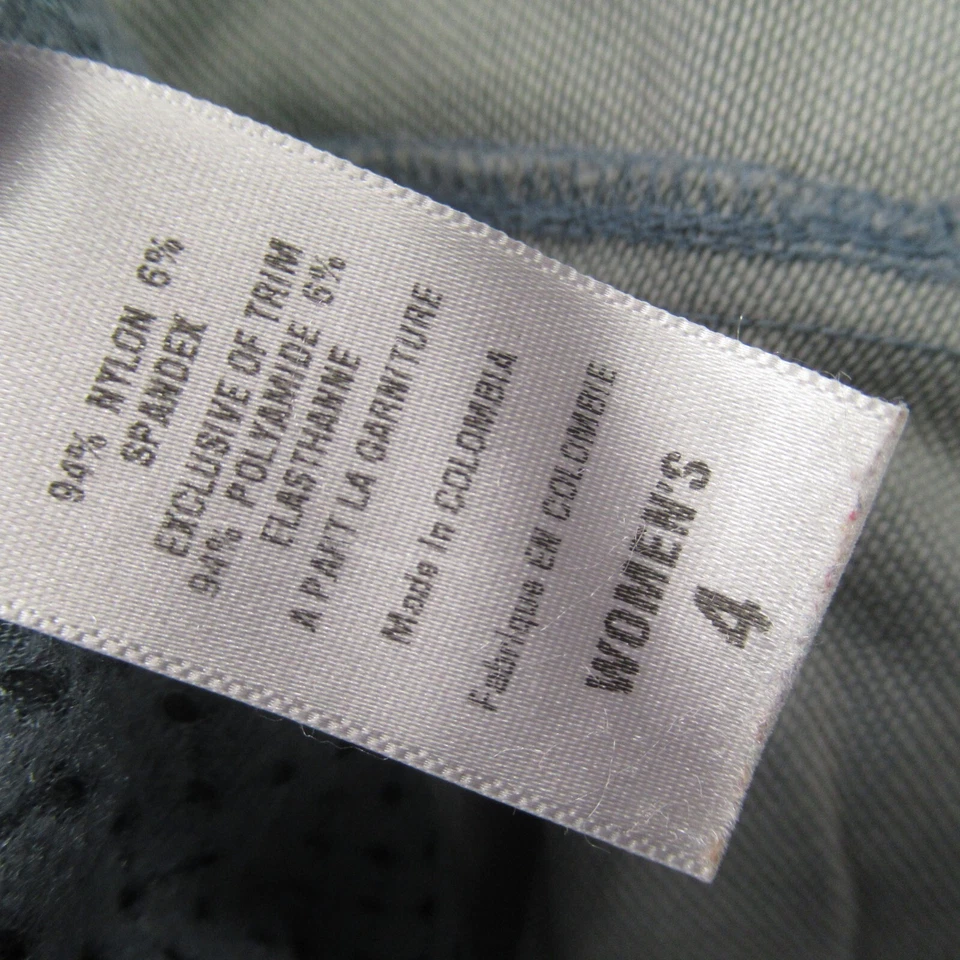 94% NYLON 6%
SPANDEX
EXCLUSIVE OF TRIM
94% POLYAMIDE 6%
ELASTHANNE
A PART LA GARNITURE
Made In COLOMBIA
Fabrique EN COLOMBIE
WOMEN'S
4